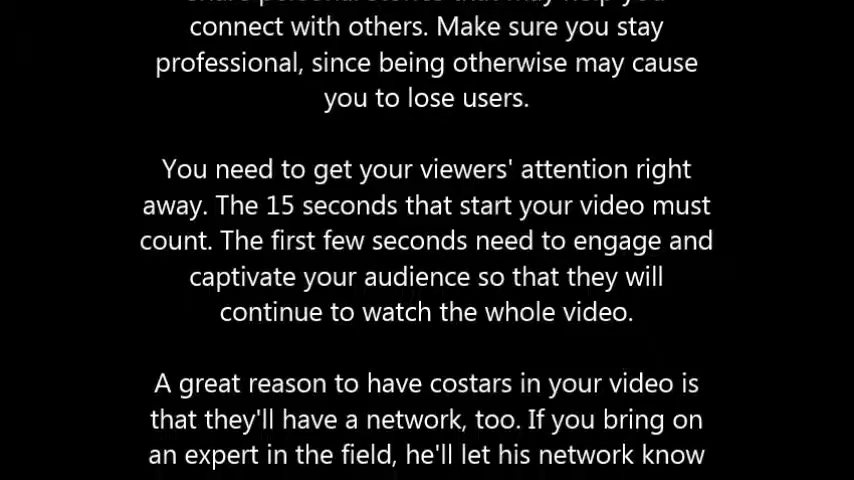 connect with others. Make sure you stay
professional, since being otherwise may cause
you to lose users.
You need to get your viewers' attention right
away. The 15 seconds that start your video must
count. The first few seconds need to engage and
captivate your audience so that they will
continue to watch the whole video.
A great reason to have costars in your video is
that they'll have a network, too. If you bring on
an expert in the field, he'll let his network know